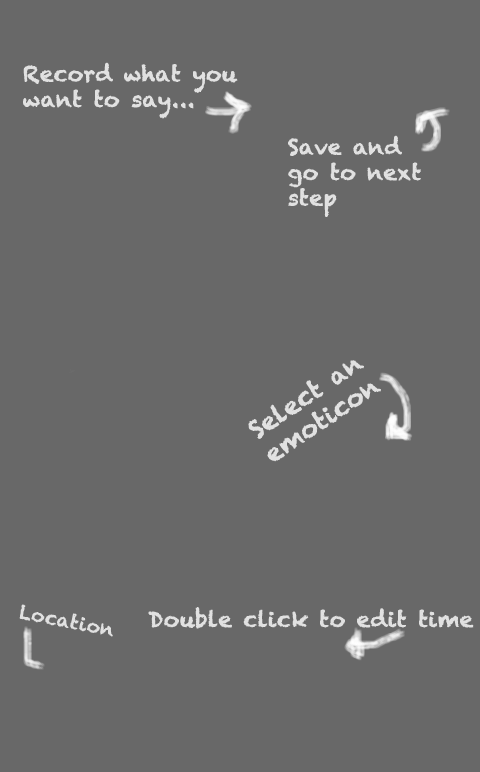 Record what you
want to say...
Save and
go to next
step
Select an
emoticon
Location
Double click to edit time